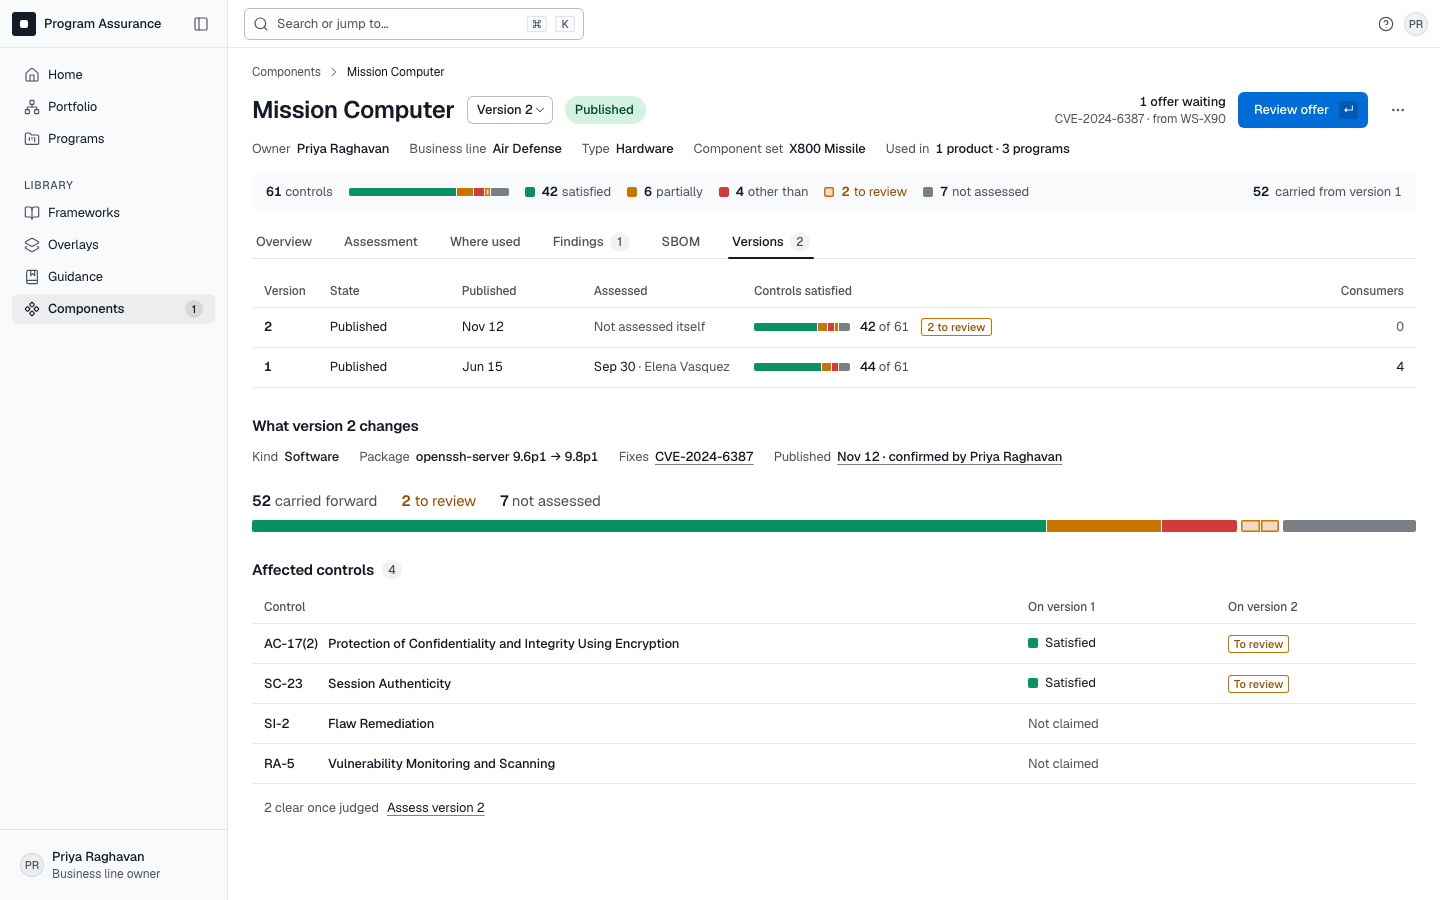 Program Assurance
Search or jump to...
⌘ K
PR
Home
Portfolio
Programs
LIBRARY
Frameworks
Overlays
Guidance
Components 1
Priya Raghavan
PR
Business line owner
Components > Mission Computer
Mission Computer
Version 2
Published
1 offer waiting
CVE-2024-6387 · from WS-X90
Review offer
Owner Priya Raghavan Business line Air Defense Type Hardware Component set X800 Missile Used in 1 product · 3 programs
61 controls 42 satisfied 6 partially 4 other than 2 to review 7 not assessed 52 carried from version 1
Overview Assessment Where used Findings 1 SBOM Versions 2
Version State Published Assessed Controls satisfied Consumers
2 Published Nov 12 Not assessed itself 42 of 61 2 to review 0
1 Published Jun 15 Sep 30 · Elena Vasquez 44 of 61 4
What version 2 changes
Kind Software Package openssh-server 9.6p1 → 9.8p1 Fixes CVE-2024-6387 Published Nov 12 · confirmed by Priya Raghavan
52 carried forward 2 to review 7 not assessed
Affected controls 4
Control On version 1 On version 2
AC-17(2) Protection of Confidentiality and Integrity Using Encryption Satisfied To review
SC-23 Session Authenticity Satisfied To review
SI-2 Flaw Remediation Not claimed
RA-5 Vulnerability Monitoring and Scanning Not claimed
2 clear once judged Assess version 2